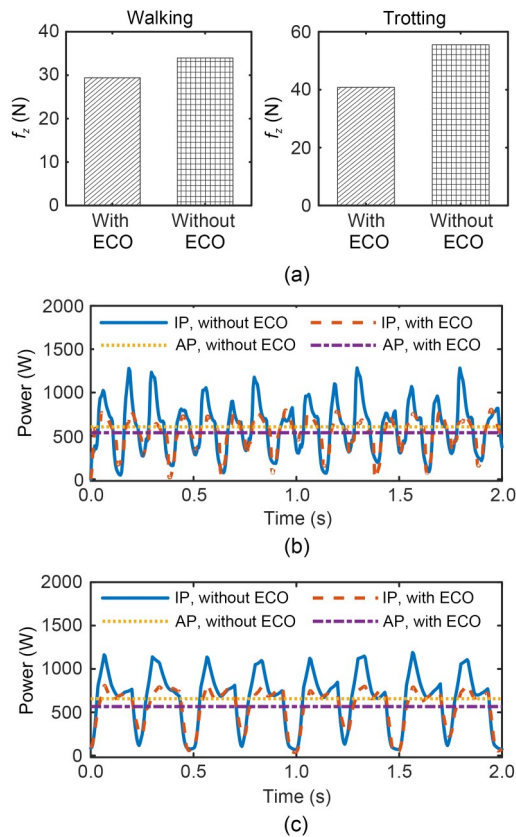 Walking
Trotting
40
30
20
10
0
f_z (N)
With ECO
Without ECO
60
40
20
0
f_z (N)
With ECO
Without ECO
(a)
2000
1500
1000
500
0
Power (W)
IP, without ECO
IP, with ECO
AP, without ECO
AP, with ECO
0.0 0.5 1.0 1.5 2.0
Time (s)
(b)
2000
1500
1000
500
0
Power (W)
IP, without ECO
IP, with ECO
AP, without ECO
AP, with ECO
0.0 0.5 1.0 1.5 2.0
Time (s)
(c)